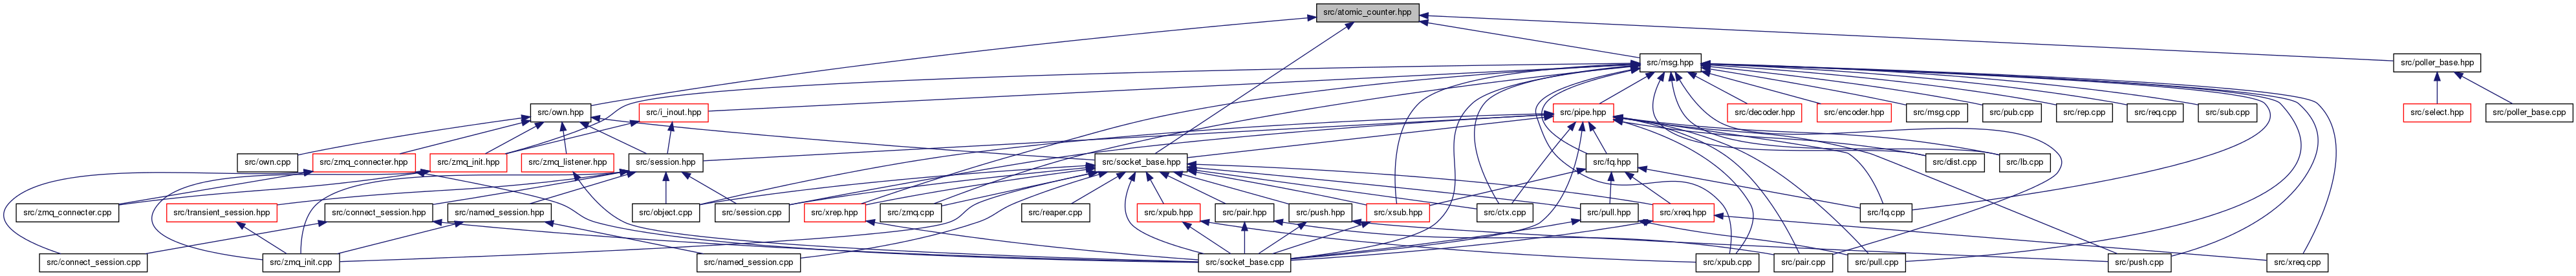 src/atomic_counter.hpp
src/msg.hpp
src/poller_base.hpp
src/own.hpp
src/i_inout.hpp
src/pipe.hpp
src/decoder.hpp
src/encoder.hpp
src/msg.cpp
src/pub.cpp
src/rep.cpp
src/req.cpp
src/sub.cpp
src/select.hpp
src/poller_base.cpp
src/own.cpp
src/zmq_connecter.hpp
src/zmq_init.hpp
src/zmq_listener.hpp
src/session.hpp
src/socket_base.hpp
src/fq.hpp
src/dist.cpp
src/lb.cpp
src/zmq_connecter.cpp
src/transient_session.hpp
src/connect_session.hpp
src/named_session.hpp
src/object.cpp
src/session.cpp
src/xrep.hpp
src/zmq.cpp
src/reaper.cpp
src/xpub.hpp
src/pair.hpp
src/push.hpp
src/xsub.hpp
src/ctx.cpp
src/pull.hpp
src/xreq.hpp
src/fq.cpp
src/connect_session.cpp
src/zmq_init.cpp
src/named_session.cpp
src/socket_base.cpp
src/xpub.cpp
src/pair.cpp
src/pull.cpp
src/push.cpp
src/xreq.cpp